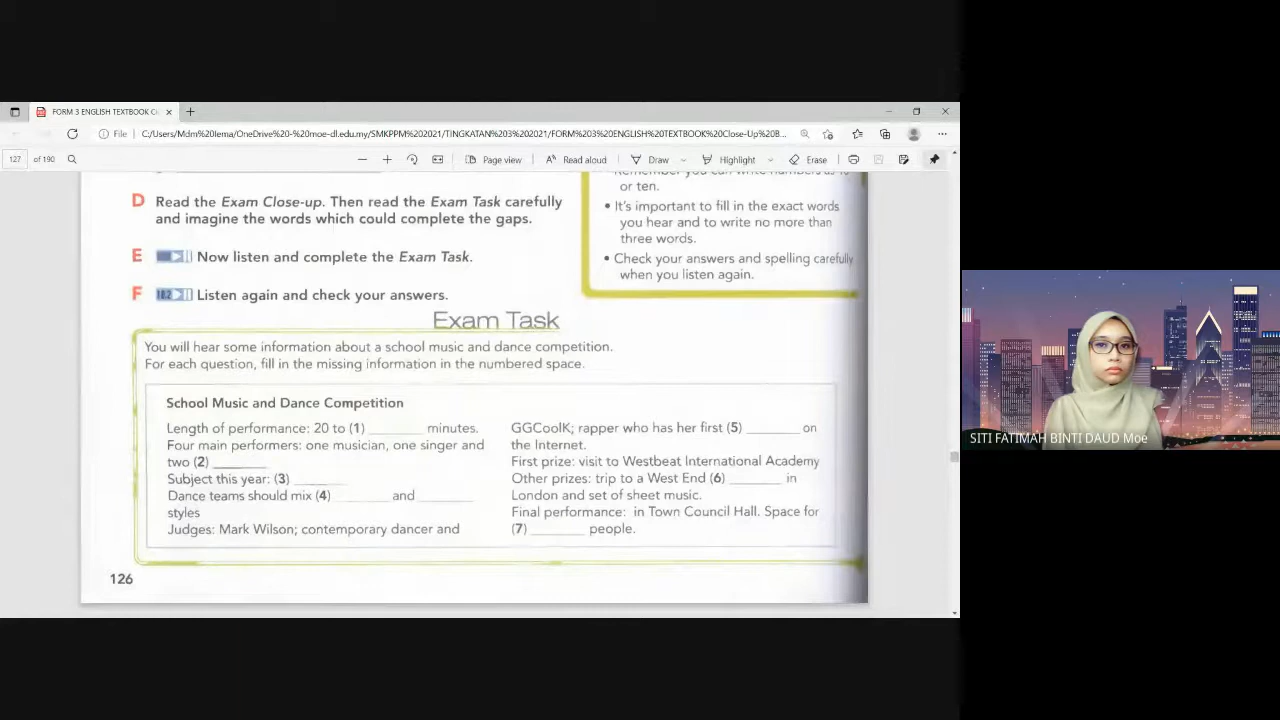 FORM 3 ENGLISH TEXTBOOK C
File
C:/Users/Mdm%20Iema/OneDrive%20-%20moe-dl.edu.my/SMKPPM%202021/TINGKATAN%203%202021/FORM%203%20ENGLISH%20TEXTBOOK%20Close-Up%20B...
127 of 190
Page view
Read aloud
Draw
Highlight
Erase
Remember you can write numbers as 10
or ten.
• It's important to fill in the exact words
you hear and to write no more than
three words.
• Check your answers and spelling carefully
when you listen again.
D Read the Exam Close-up. Then read the Exam Task carefully
and imagine the words which could complete the gaps.
E Now listen and complete the Exam Task.
F Listen again and check your answers.
Exam Task
You will hear some information about a school music and dance competition.
For each question, fill in the missing information in the numbered space.
School Music and Dance Competition
Length of performance: 20 to (1) ________ minutes.
Four main performers: one musician, one singer and
two (2) ________
Subject this year: (3) ________
Dance teams should mix (4) ________ and ________
styles
Judges: Mark Wilson; contemporary dancer and
GGCoolK; rapper who has her first (5) ________ on
the Internet.
First prize: visit to Westbeat International Academy
Other prizes: trip to a West End (6) ________ in
London and set of sheet music.
Final performance: in Town Council Hall. Space for
(7) ________ people.
126
SITI FATIMAH BINTI DAUD Moe